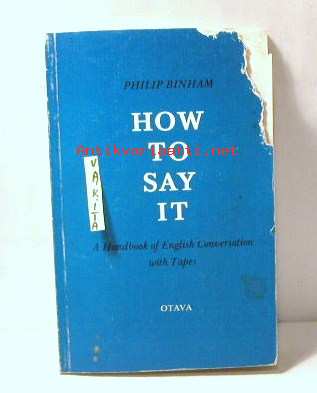 PHILIP BINHAM
HOW
TO
SAY
IT
Antikvariaatti.net
VAKITA
A Handbook of English Conversation
with Tapes
OTAVA